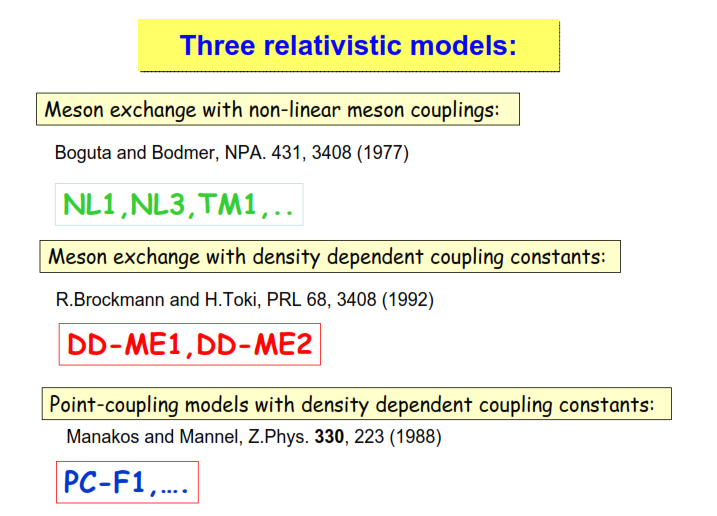 Three relativistic models:
Meson exchange with non-linear meson couplings:
Boguta and Bodmer, NPA. 431, 3408 (1977)
NL1,NL3,TM1,..
Meson exchange with density dependent coupling constants:
R.Brockmann and H.Toki, PRL 68, 3408 (1992)
DD-ME1,DD-ME2
Point-coupling models with density dependent coupling constants:
Manakos and Mannel, Z.Phys. 330, 223 (1988)
PC-F1,….